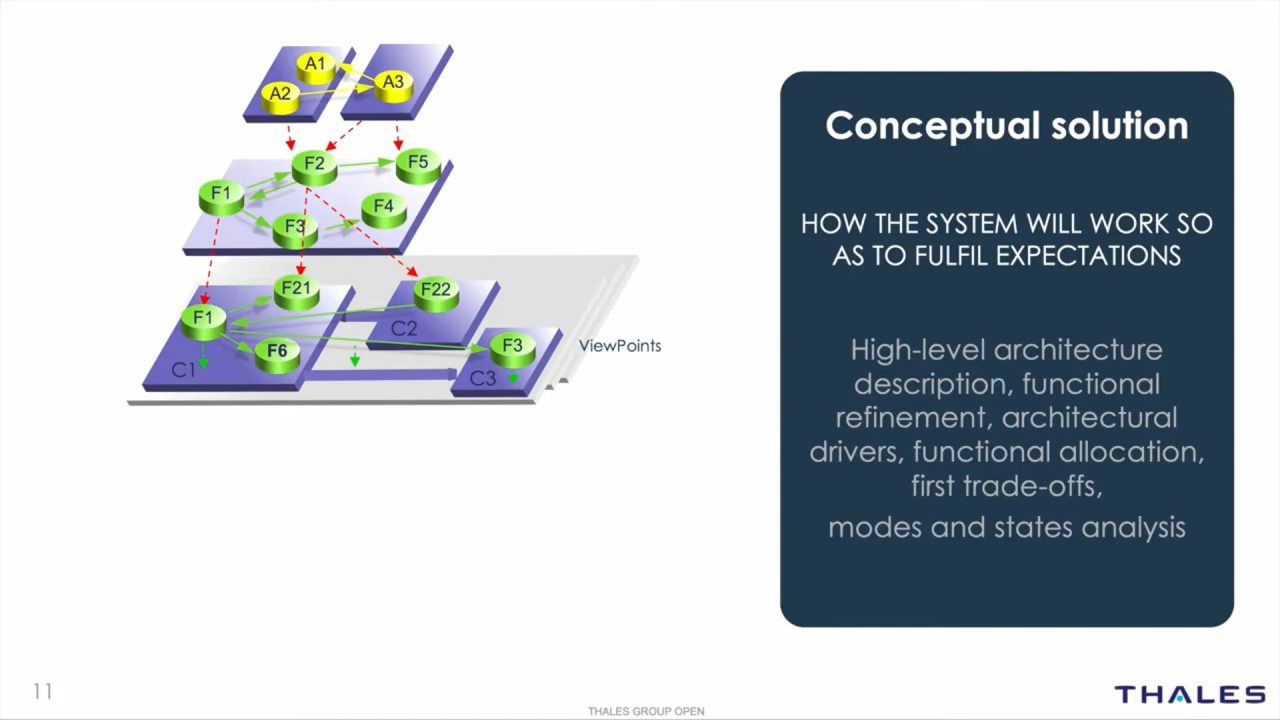 A1
A2
A3
F2
F5
F1
F4
F3
F21
F22
F1
C2
F6
F3
C1
C3
ViewPoints
Conceptual solution
HOW THE SYSTEM WILL WORK SO
AS TO FULFIL EXPECTATIONS
High-level architecture
description, functional
refinement, architectural
drivers, functional allocation,
first trade-offs,
modes and states analysis
11
THALES GROUP OPEN
THALES